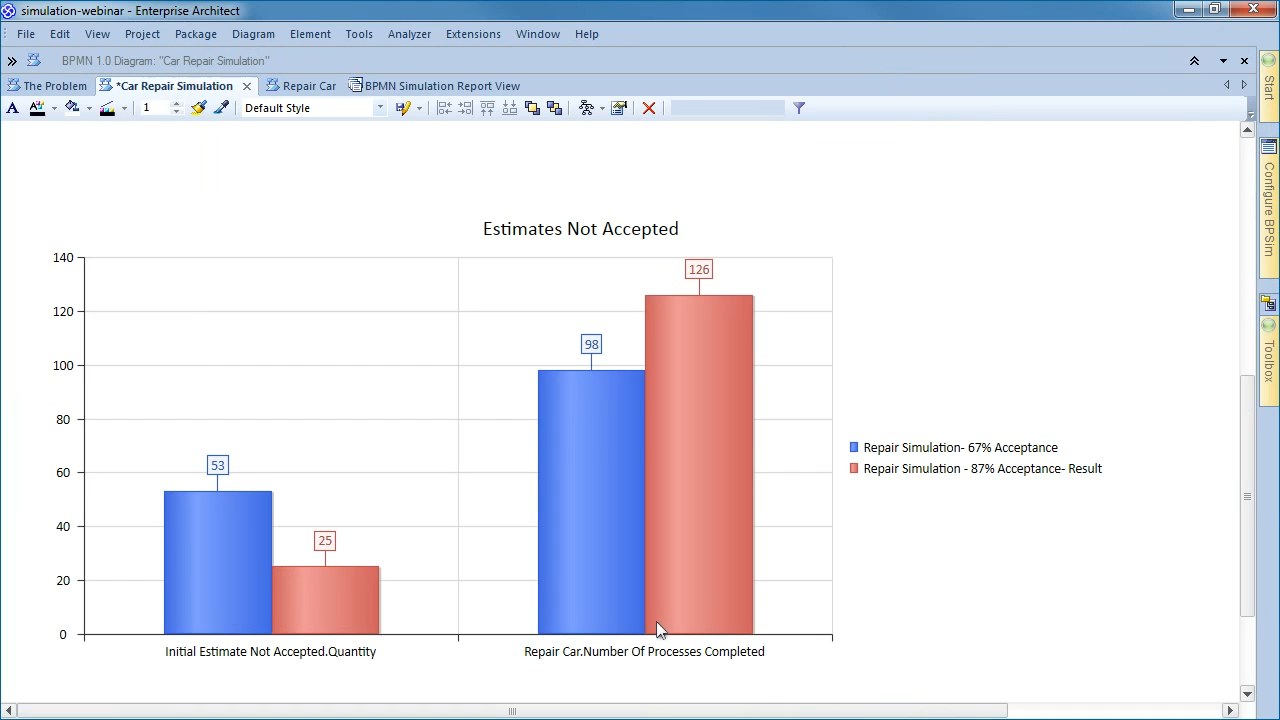 simulation-webinar - Enterprise Architect
File Edit View Project Package Diagram Element Tools Analyzer Extensions Window Help
BPMN 1.0 Diagram: "Car Repair Simulation"
The Problem *Car Repair Simulation Repair Car BPMN Simulation Report View
1 Default Style
Start
Configure BPSim
Toolbox
Estimates Not Accepted
140
120
100
80
60
40
20
0
53
25
98
126
Initial Estimate Not Accepted.Quantity
Repair Car.Number Of Processes Completed
Repair Simulation- 67% Acceptance
Repair Simulation - 87% Acceptance- Result